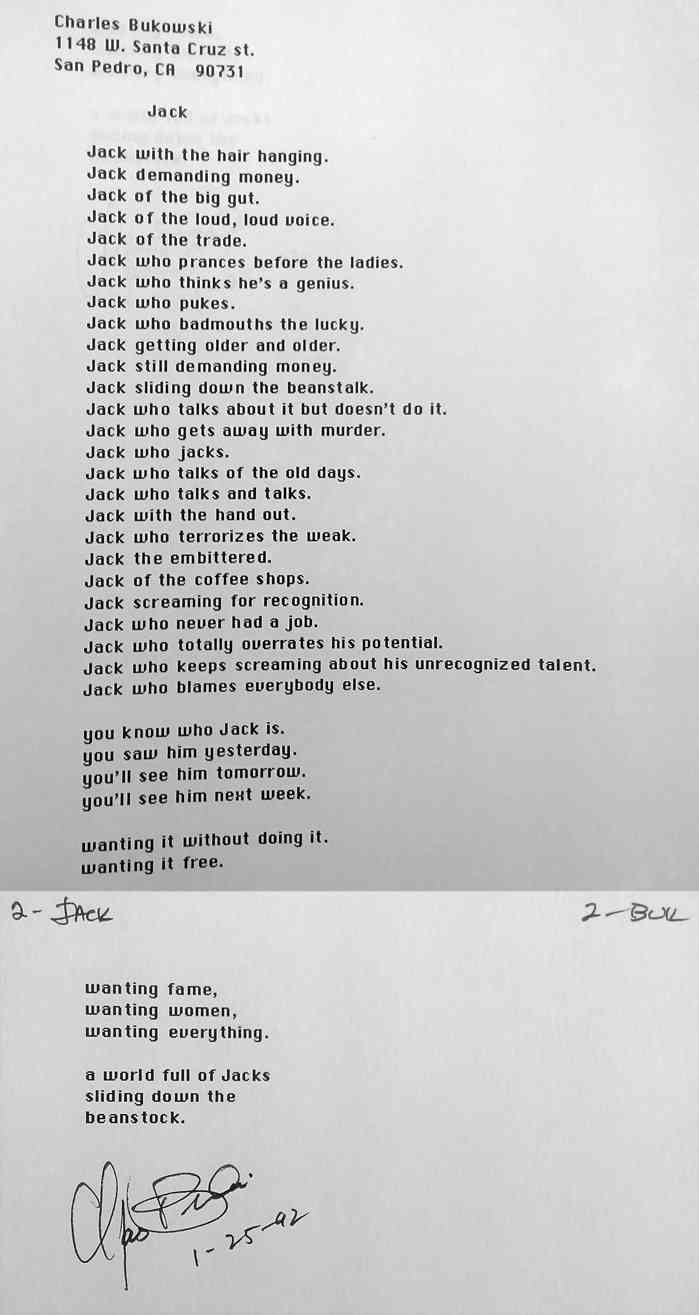 Charles Bukowski
1148 W. Santa Cruz st.
San Pedro, CA 90731
Jack
Jack with the hair hanging.
Jack demanding money.
Jack of the big gut.
Jack of the loud, loud voice.
Jack of the trade.
Jack who prances before the ladies.
Jack who thinks he's a genius.
Jack who pukes.
Jack who badmouths the lucky.
Jack getting older and older.
Jack still demanding money.
Jack sliding down the beanstalk.
Jack who talks about it but doesn't do it.
Jack who gets away with murder.
Jack who jacks.
Jack who talks of the old days.
Jack who talks and talks.
Jack with the hand out.
Jack who terrorizes the weak.
Jack the embittered.
Jack of the coffee shops.
Jack screaming for recognition.
Jack who never had a job.
Jack who totally overrates his potential.
Jack who keeps screaming about his unrecognized talent.
Jack who blames everybody else.
you know who Jack is.
you saw him yesterday.
you'll see him tomorrow.
you'll see him next week.
wanting it without doing it.
wanting it free.
2- JACK 2-BUK
wanting fame,
wanting women,
wanting everything.
a world full of Jacks
sliding down the
beanstock.
1-25-92